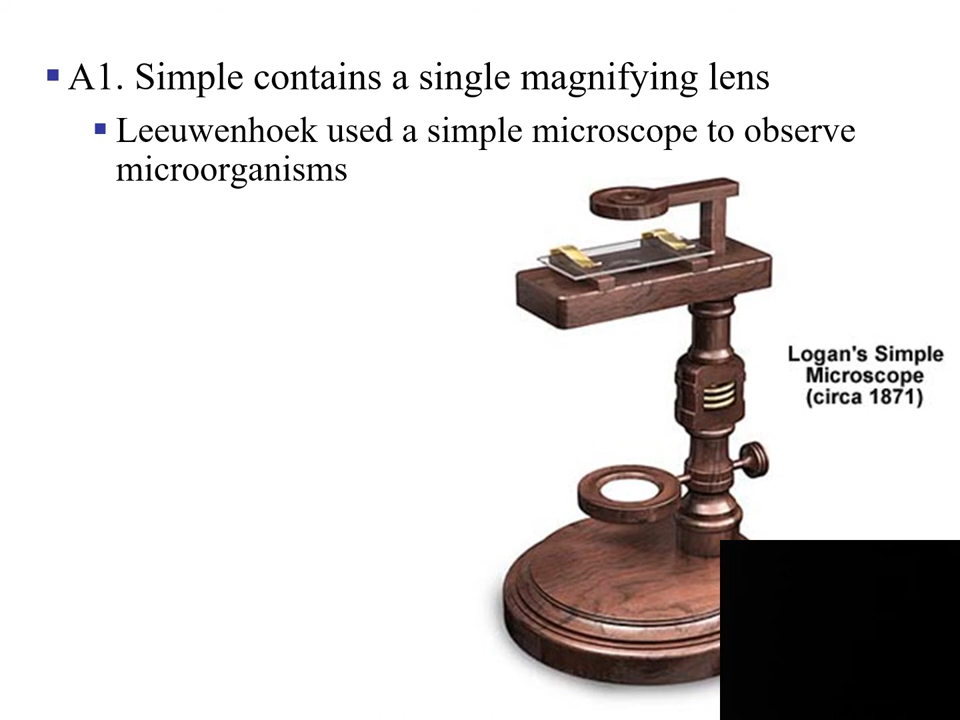 A1. Simple contains a single magnifying lens
Leeuwenhoek used a simple microscope to observe
microorganisms
Logan's Simple
Microscope
(circa 1871)